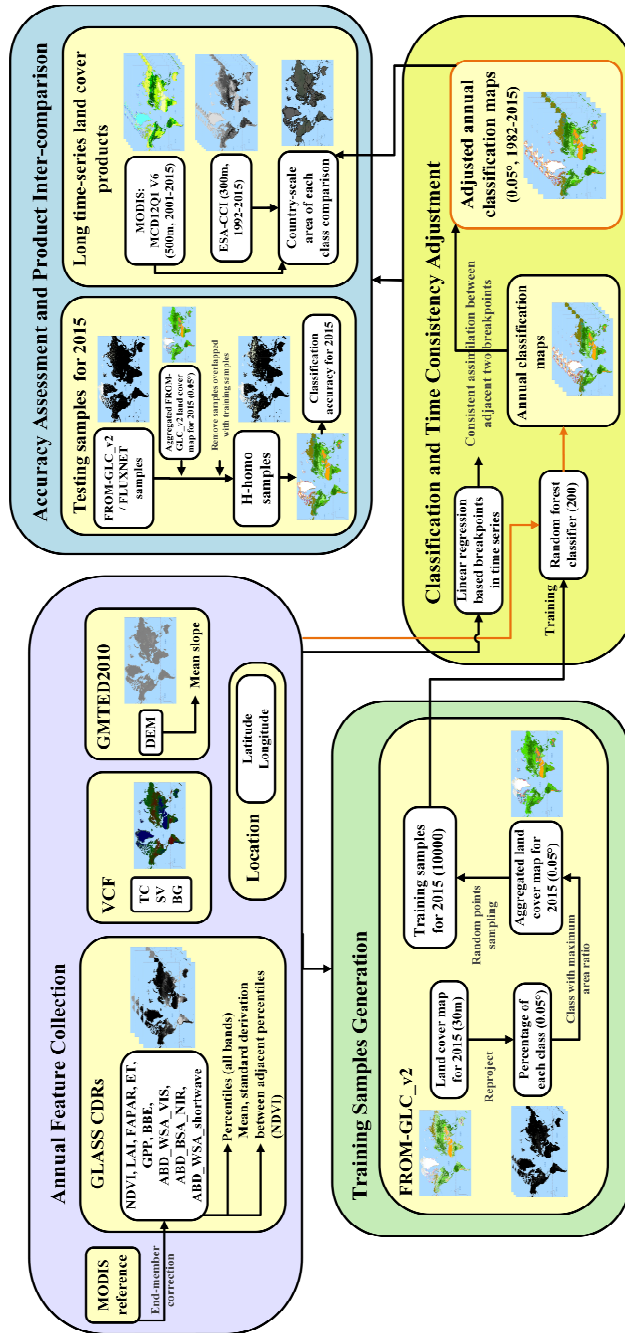 Annual Feature Collection
MODIS
reference
End-member
correction
GLASS CDRs
NDVI, LAI, FAPAR, ET,
GPP, BBE,
ABD_WSA_VIS,
ABD_BSA_NIR,
ABD_WSA_shortwave
Percentiles (all bands)
Mean, standard derivation
between adjacent percentiles
(NDVI)
VCF
TC
SV
BG
GMTED2010
DEM
Mean slope
Location
Latitude
Longitude
Accuracy Assessment and Product Inter-comparison
Testing samples for 2015
FROM-GLC_v2
/ FLUXNET
samples
Aggregated FROM-
GLC_v2 land cover
map for 2015 (0.05°)
Remove samples overlapped
with training samples
H-homo
samples
Classification
accuracy for 2015
Long time-series land cover
products
MODIS:
MCD12Q1 V6
(500m, 2001-2015)
ESA-CCI (300m,
1992-2015)
Country-scale
area of each
class comparison
Training Samples Generation
FROM-GLC_v2
Land cover map
for 2015 (30m)
Reproject
Percentage of
each class (0.05°)
Class with maximum
area ratio
Aggregated land
cover map for
2015 (0.05°)
Random points
sampling
Training samples
for 2015 (10000)
Classification and Time Consistency Adjustment
Linear regression
based breakpoints
in time series
Consistent assimilation between
adjacent two breakpoints
Training
Random forest
classifier (200)
Annual classification
maps
Adjusted annual
classification maps
(0.05°, 1982-2015)